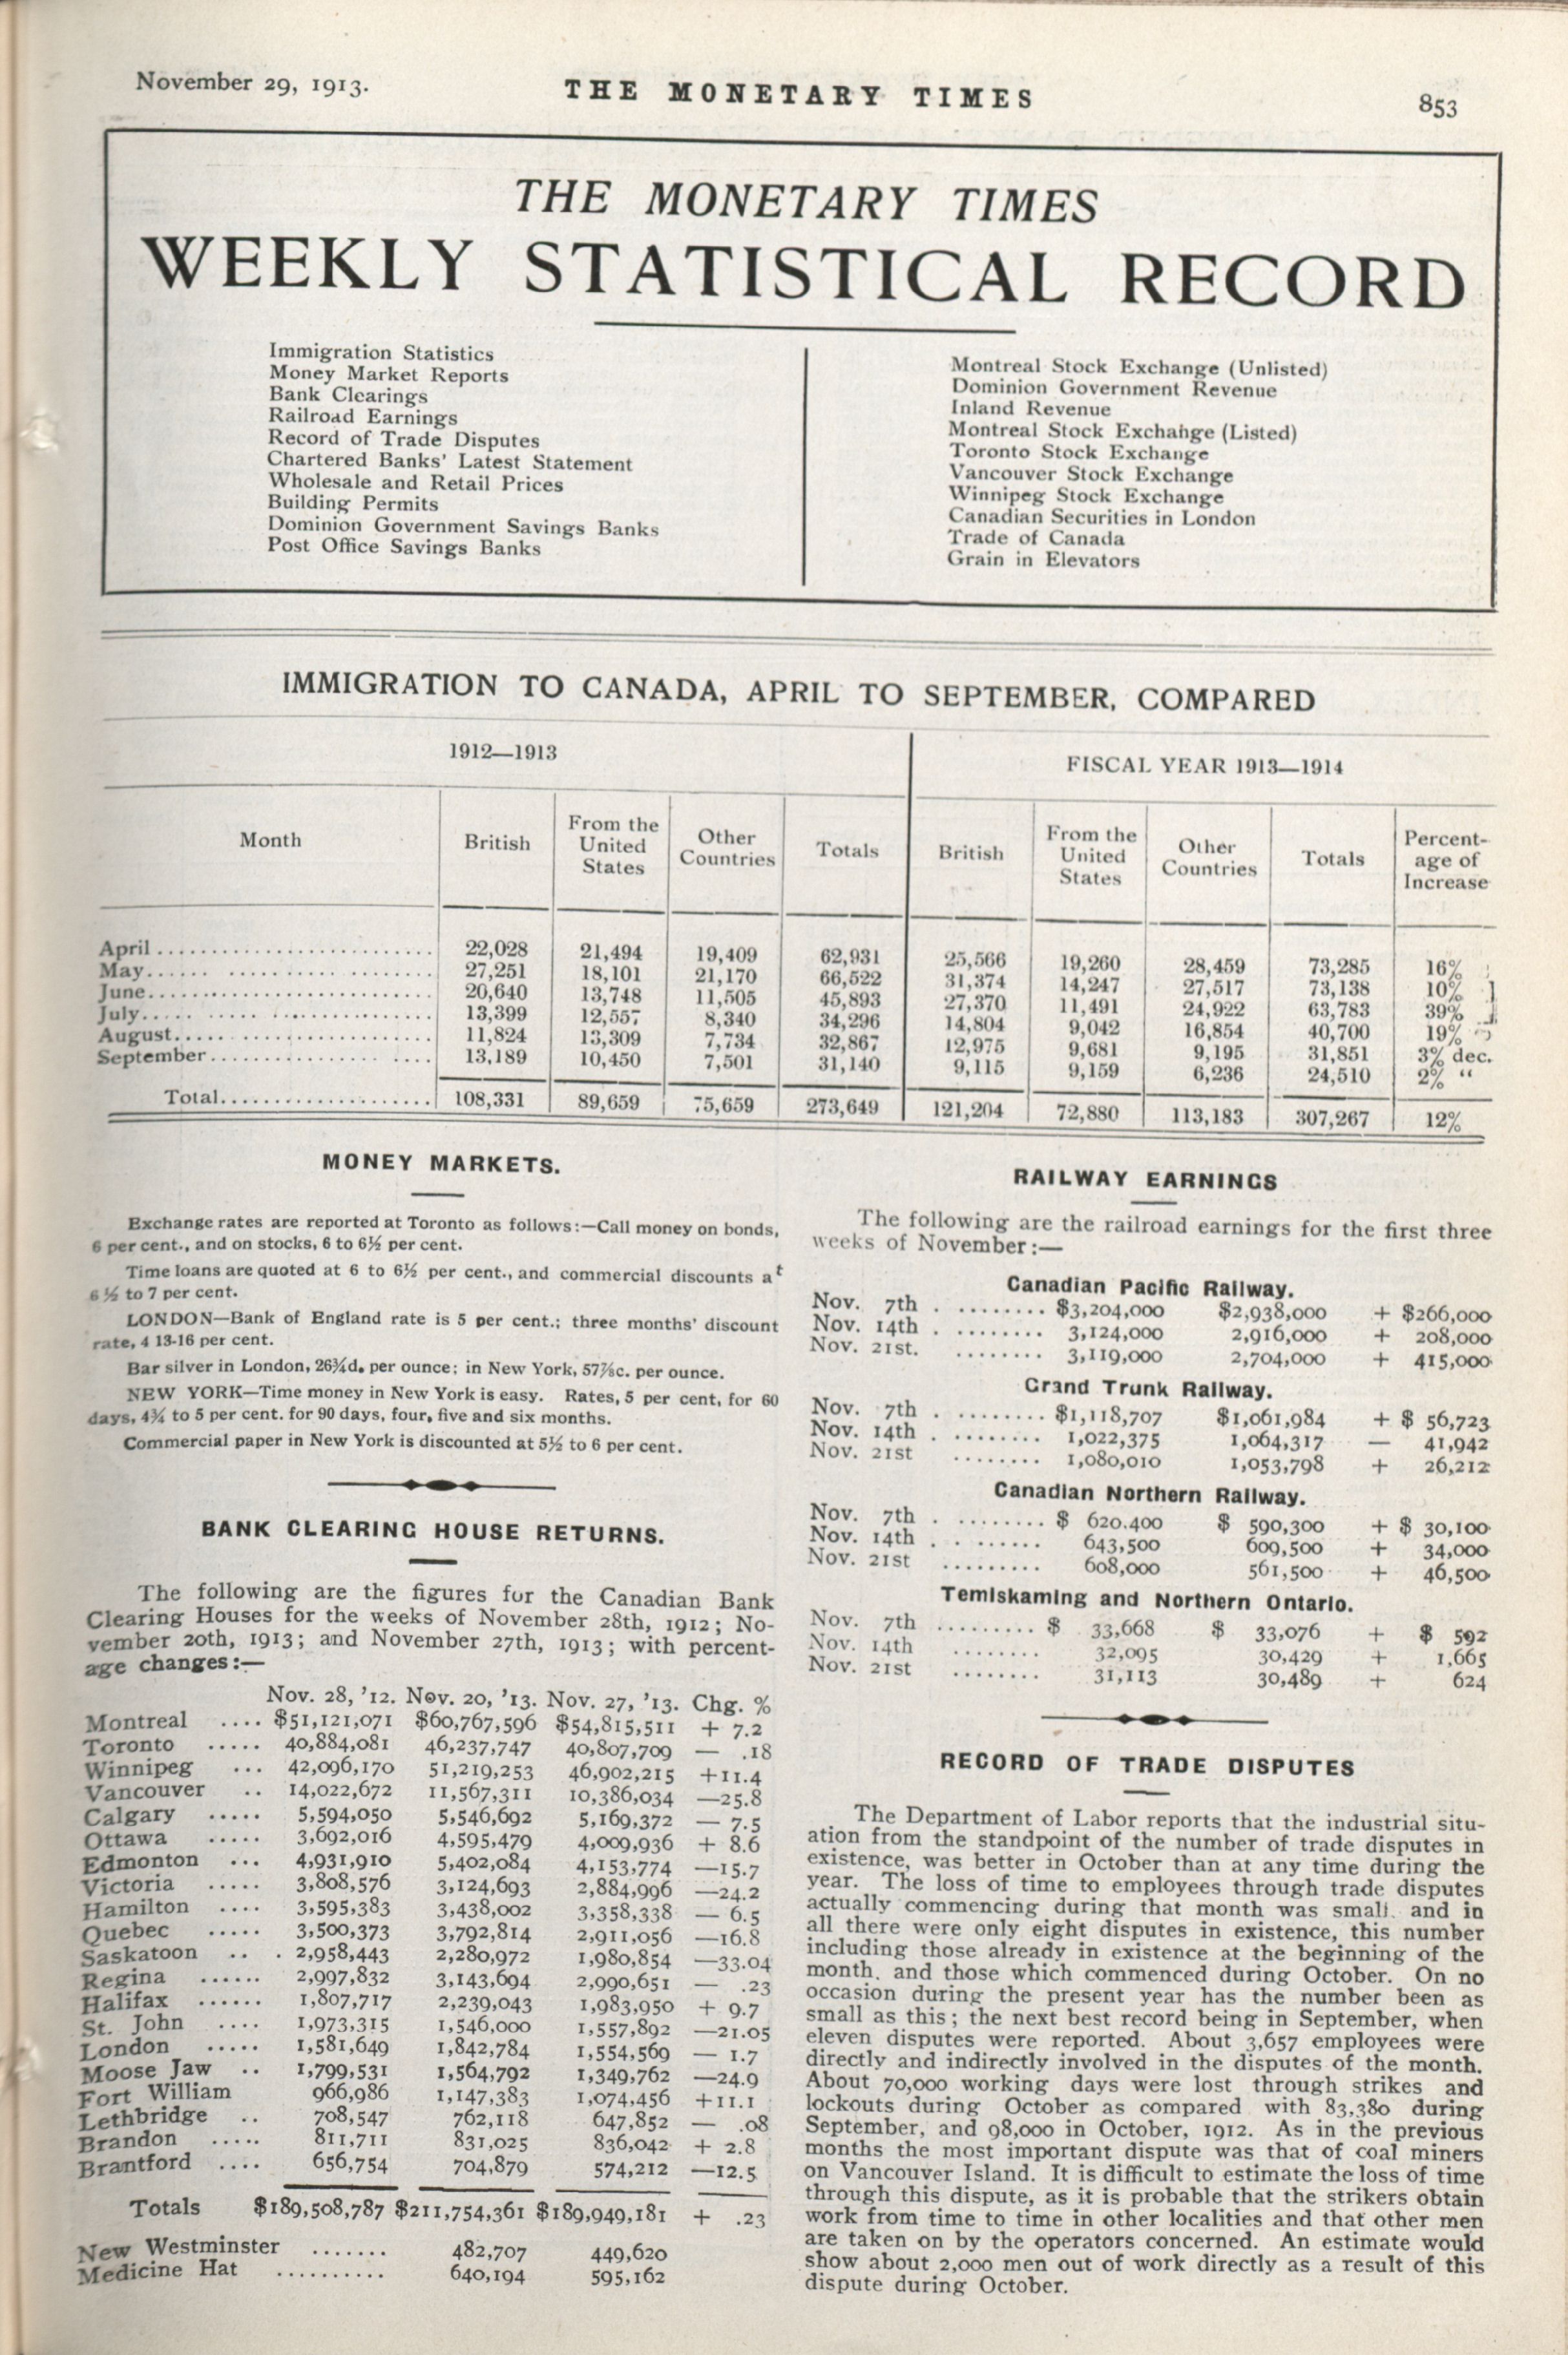 November 29, 1913.
THE MONETARY TIMES
853
THE MONETARY TIMES
WEEKLY STATISTICAL RECORD
Immigration Statistics
Money Market Reports
Bank Clearings
Railroad Earnings
Record of Trade Disputes
Chartered Banks' Latest Statement
Wholesale and Retail Prices
Building Permits
Dominion Government Savings Banks
Post Office Savings Banks
Montreal Stock Exchange (Unlisted)
Dominion Government Revenue
Inland Revenue
Montreal Stock Exchange (Listed)
Toronto Stock Exchange
Vancouver Stock Exchange
Winnipeg Stock Exchange
Canadian Securities in London
Trade of Canada
Grain in Elevators
IMMIGRATION TO CANADA, APRIL TO SEPTEMBER, COMPARED
1912—1913
FISCAL YEAR 1913—1914
Month British From the United States Other Countries Totals British From the United States Other Countries Totals Percent-age of Increase
April........................ 22,028 21,494 19,409 62,931 25,566 19,260 28,459 73,285 16%
May........................ 27,251 18,101 21,170 66,522 31,374 14,247 27,517 73,138 10%
June........................ 20,640 13,748 11,505 45,893 27,370 11,491 24,922 63,783 39%
July........................ 13,399 12,557 8,340 34,296 14,804 9,042 16,854 40,700 19%
August........................ 11,824 13,309 7,734 32,867 12,975 9,681 9,195 31,851 3% dec.
September.................... 13,189 10,450 7,501 31,140 9,115 9,159 6,236 24,510 2% "
Total.................... 108,331 89,659 75,659 273,649 121,204 72,880 113,183 307,267 12%
MONEY MARKETS.
Exchange rates are reported at Toronto as follows:—Call money on bonds,
6 per cent., and on stocks, 6 to 6½ per cent.
Time loans are quoted at 6 to 6½ per cent., and commercial discounts at
6½ to 7 per cent.
LONDON—Bank of England rate is 5 per cent.; three months' discount
rate, 4 13-16 per cent.
Bar silver in London, 26¾d. per ounce; in New York, 57⅞c. per ounce.
NEW YORK—Time money in New York is easy. Rates, 5 per cent, for 60
days, 4¾ to 5 per cent. for 90 days, four, five and six months.
Commercial paper in New York is discounted at 5½ to 6 per cent.
BANK CLEARING HOUSE RETURNS.
The following are the figures for the Canadian Bank
Clearing Houses for the weeks of November 28th, 1912; No-
vember 20th, 1913; and November 27th, 1913; with percent-
age changes:—
Nov. 28, '12. Nov. 20, '13. Nov. 27, '13. Chg. %
Montreal .... $51,121,071 $60,767,596 $54,815,511 + 7.2
Toronto ..... 40,884,081 46,237,747 40,807,709 — .18
Winnipeg ... 42,096,170 51,219,253 46,902,215 +11.4
Vancouver .. 14,022,672 11,567,311 10,386,034 —25.8
Calgary ..... 5,594,050 5,546,692 5,169,372 — 7.5
Ottawa ..... 3,692,016 4,595,479 4,009,936 + 8.6
Edmonton ... 4,931,910 5,402,084 4,153,774 —15.7
Victoria ..... 3,808,576 3,124,693 2,884,996 —24.2
Hamilton .... 3,595,383 3,438,002 3,358,338 — 6.5
Quebec ..... 3,500,373 3,792,814 2,911,056 —16.8
Saskatoon .. . 2,958,443 2,280,972 1,980,854 —33.04
Regina ...... 2,997,832 3,143,694 2,990,651 — .23
Halifax ...... 1,807,717 2,239,043 1,983,950 + 9.7
St. John .... 1,973,315 1,546,000 1,557,892 —21.05
London ..... 1,581,649 1,842,784 1,554,569 — 1.7
Moose Jaw .. 1,799,531 1,564,792 1,349,762 —24.9
Fort William 966,986 1,147,383 1,074,456 +11.1
Lethbridge .. 708,547 762,118 647,852 — .08
Brandon ..... 811,711 831,025 836,042 + 2.8
Brantford .... 656,754 704,879 574,212 —12.5
Totals $189,508,787 $211,754,361 $189,949,181 + .23
New Westminster ....... 482,707 449,620
Medicine Hat .......... 640,194 595,162
RAILWAY EARNINGS
The following are the railroad earnings for the first three
weeks of November:—
Canadian Pacific Railway.
Nov. 7th . ........ $3,204,000 $2,938,000 + $266,000
Nov. 14th . ........ 3,124,000 2,916,000 + 208,000
Nov. 21st. ........ 3,119,000 2,704,000 + 415,000
Grand Trunk Railway.
Nov. 7th . ........ $1,118,707 $1,061,984 + $ 56,723
Nov. 14th . ........ 1,022,375 1,064,317 — 41,942
Nov. 21st ........ 1,080,010 1,053,798 + 26,212
Canadian Northern Railway.
Nov. 7th . ........ $ 620.400 $ 590,300 + $ 30,100
Nov. 14th . . ...... 643,500 609,500 + 34,000
Nov. 21st ......... 608,000 561,500 + 46,500
Temiskaming and Northern Ontario.
Nov. 7th ......... $ 33,668 $ 33,076 + $ 592
Nov. 14th ........ 32,095 30,429 + 1,665
Nov. 21st ........ 31,113 30,489 + 624
RECORD OF TRADE DISPUTES
The Department of Labor reports that the industrial situ-
ation from the standpoint of the number of trade disputes in
existence, was better in October than at any time during the
year. The loss of time to employees through trade disputes
actually commencing during that month was small. and in
all there were only eight disputes in existence, this number
including those already in existence at the beginning of the
month. and those which commenced during October. On no
occasion during the present year has the number been as
small as this; the next best record being in September, when
eleven disputes were reported. About 3,657 employees were
directly and indirectly involved in the disputes of the month.
About 70,000 working days were lost through strikes and
lockouts during October as compared with 83,380 during
September, and 98,000 in October, 1912. As in the previous
months the most important dispute was that of coal miners
on Vancouver Island. It is difficult to estimate the loss of time
through this dispute, as it is probable that the strikers obtain
work from time to time in other localities and that other men
are taken on by the operators concerned. An estimate would
show about 2,000 men out of work directly as a result of this
dispute during October.